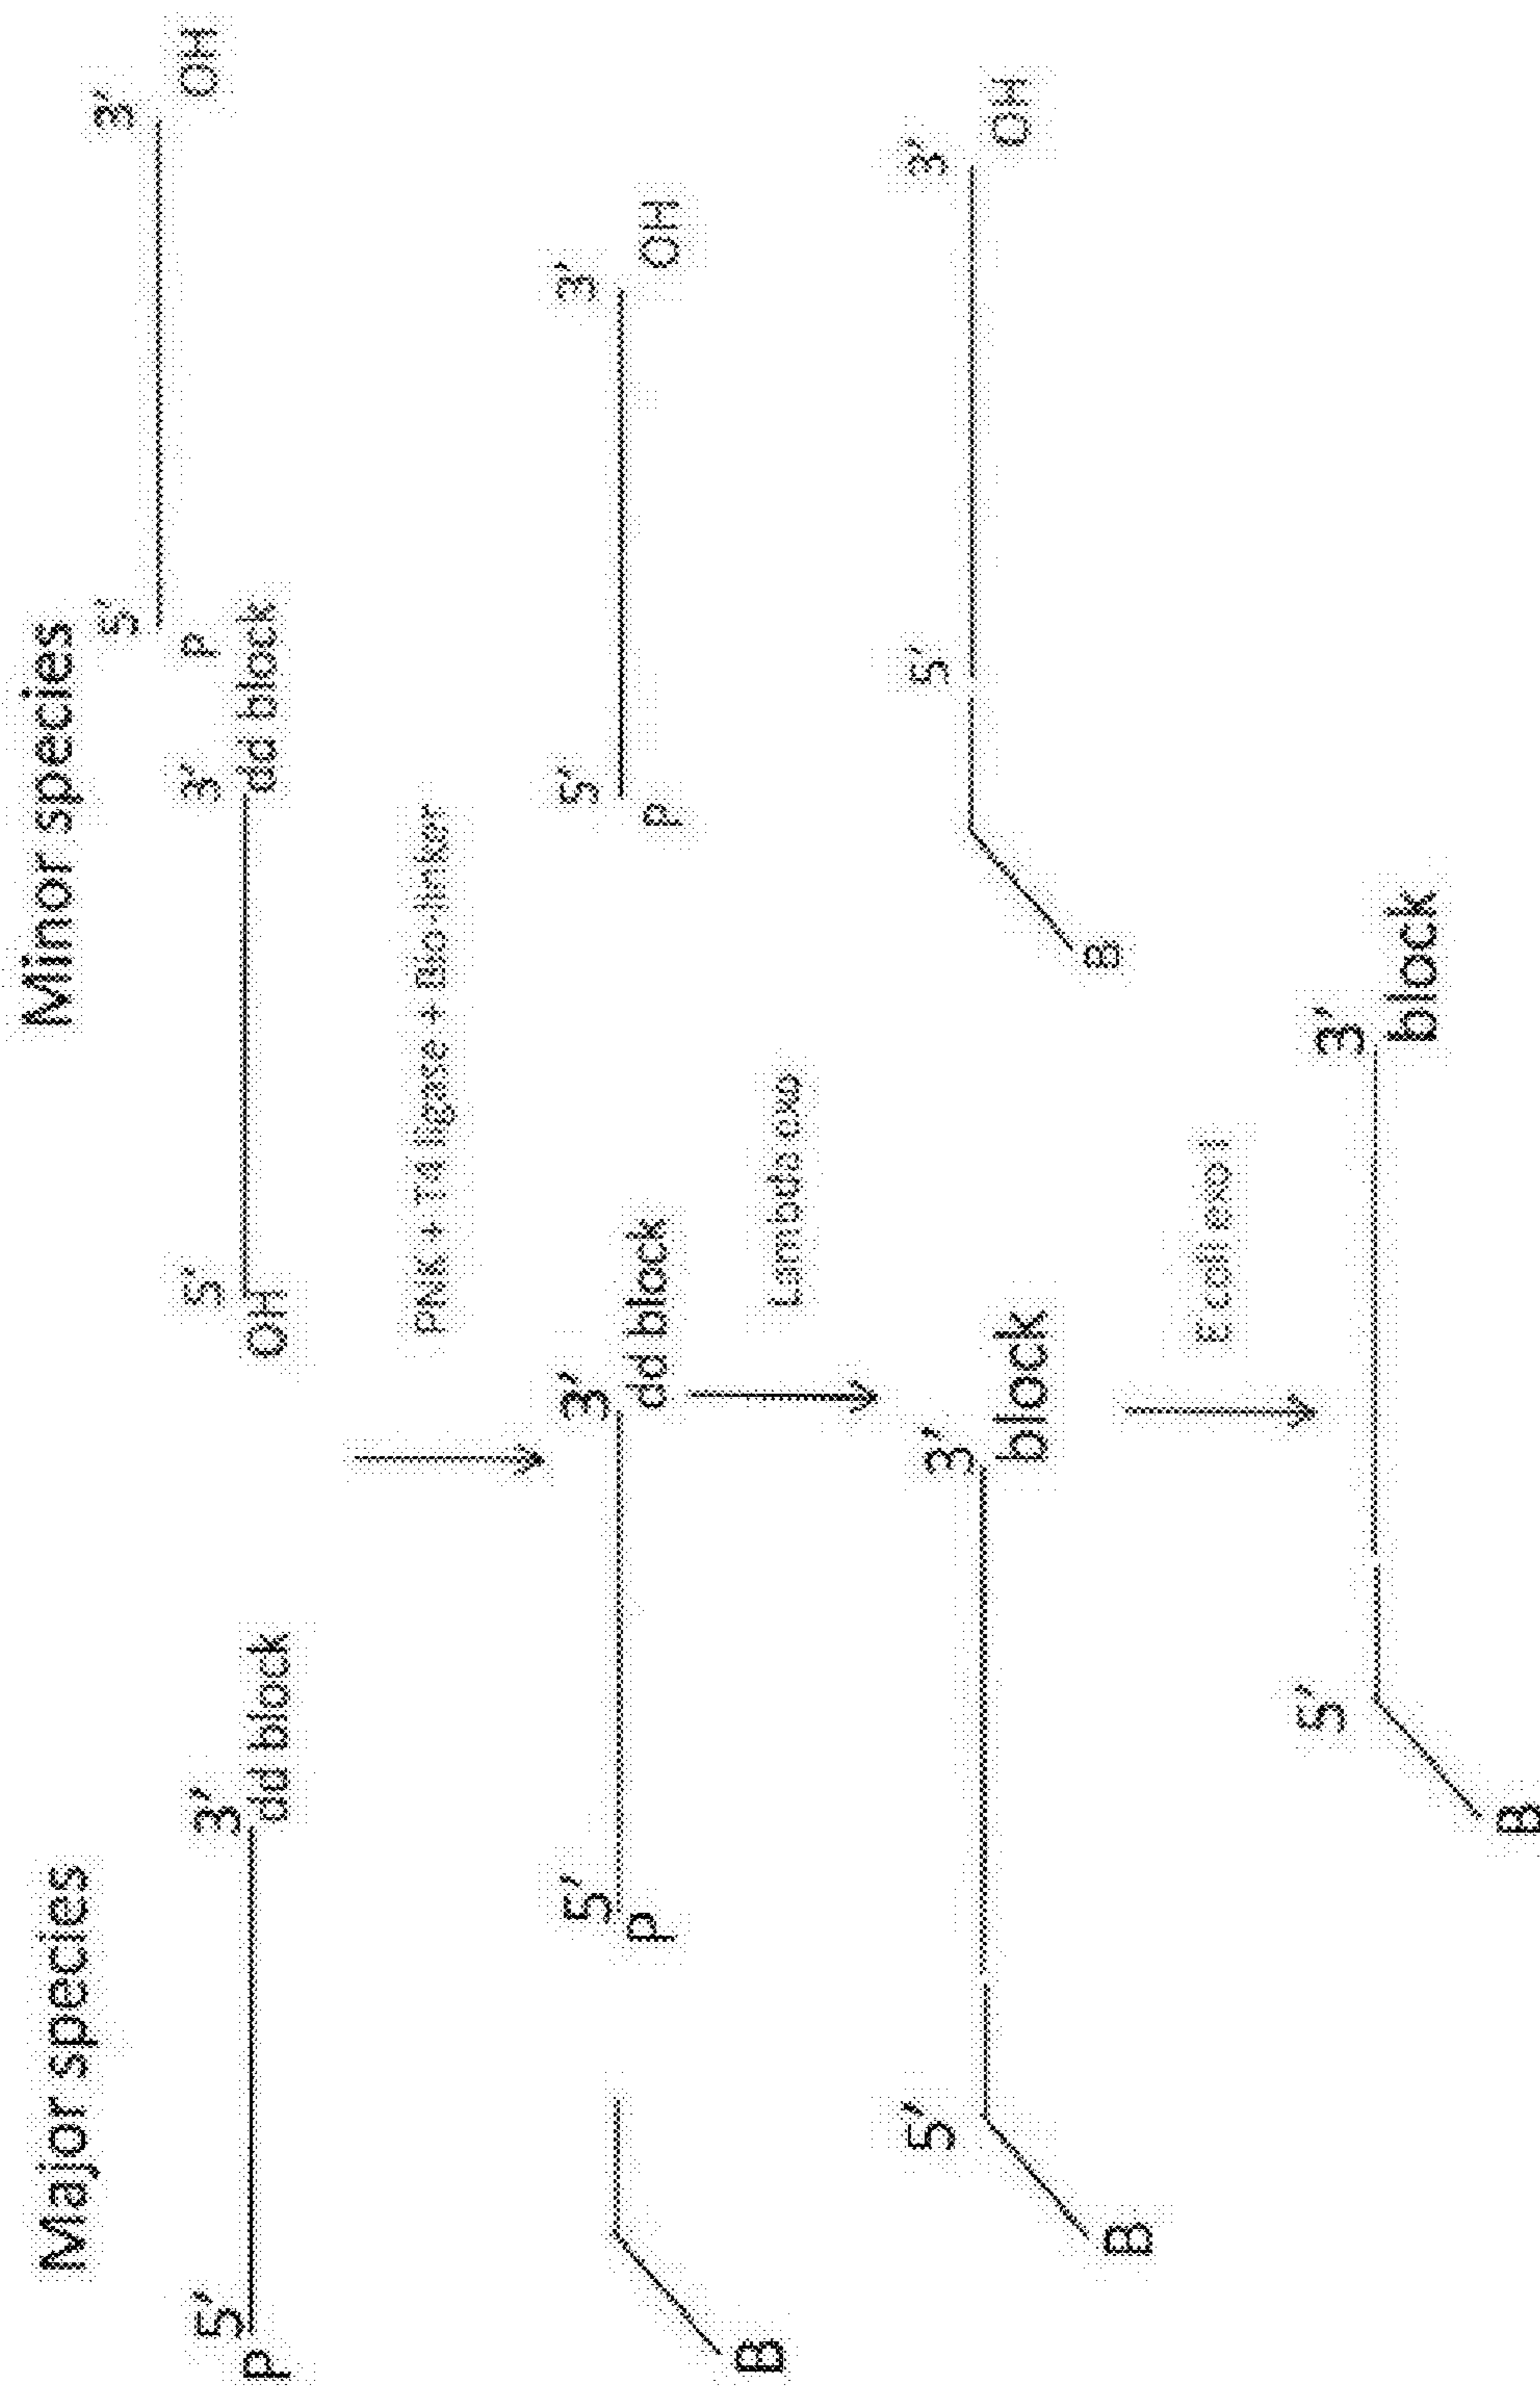 Major species
Minor species
5'
3'
5'
3'
5'
3'
P
dd block
OH
dd block
P
OH
PNK + T4 ligase + Bio-linker
5'
3'
5'
3'
B
P
dd block
P
OH
Lambda exo
5'
3'
5'
3'
B
block
B
OH
E coli exo I
5'
3'
B
block